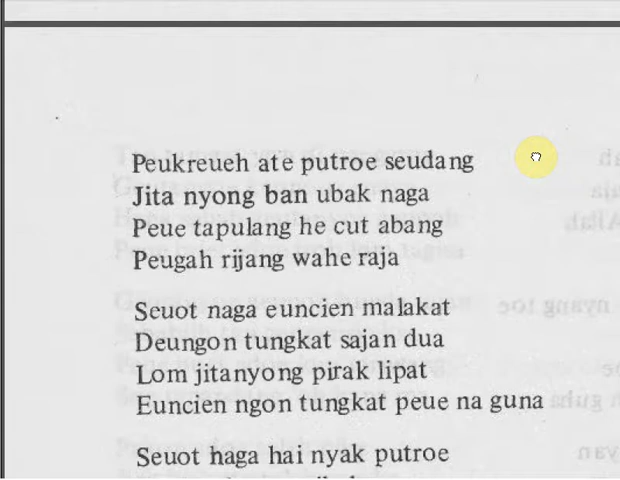 Peukreueh ate putroe seudang
Jita nyong ban ubak naga
Peue tapulang he cut abang
Peugah rijang wahe raja
Seuot naga euncien malakat
Deungon tungkat sajan dua
Lom jitanyong pirak lipat
Euncien ngon tungkat peue na guna
Seuot haga hai nyak putroe